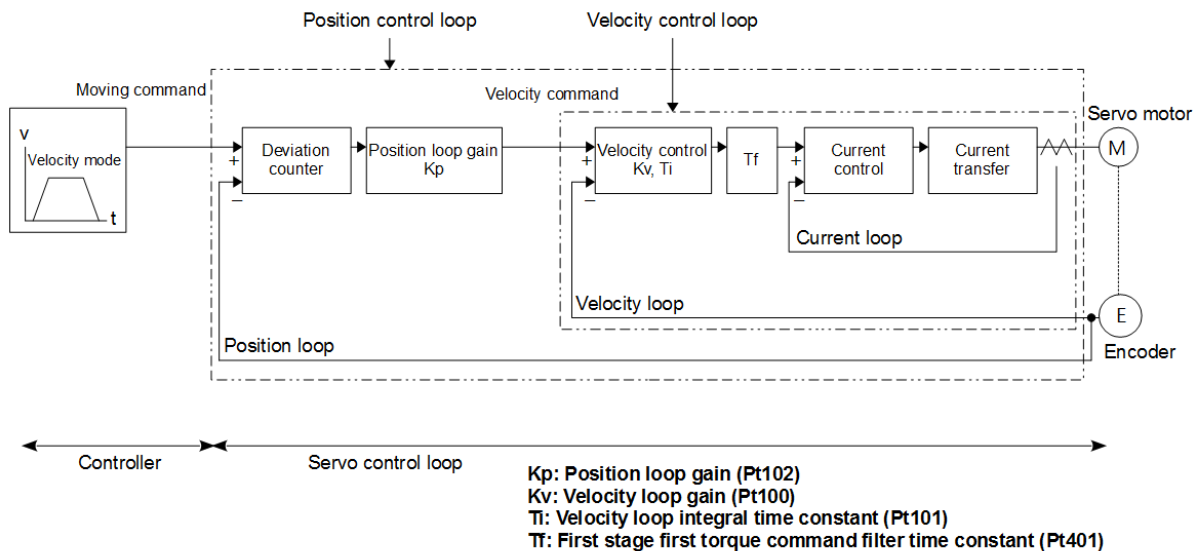 Position control loop
Velocity control loop
Moving command
Velocity command
Servo motor
v
Velocity mode
t
+
−
Deviation
counter
Position loop gain
Kp
+
−
Velocity control
Kv, Ti
Tf
+
−
Current
control
Current
transfer
M
Current loop
Velocity loop
E
Position loop
Encoder
Controller
Servo control loop
Kp: Position loop gain (Pt102)
Kv: Velocity loop gain (Pt100)
Ti: Velocity loop integral time constant (Pt101)
Tf: First stage first torque command filter time constant (Pt401)